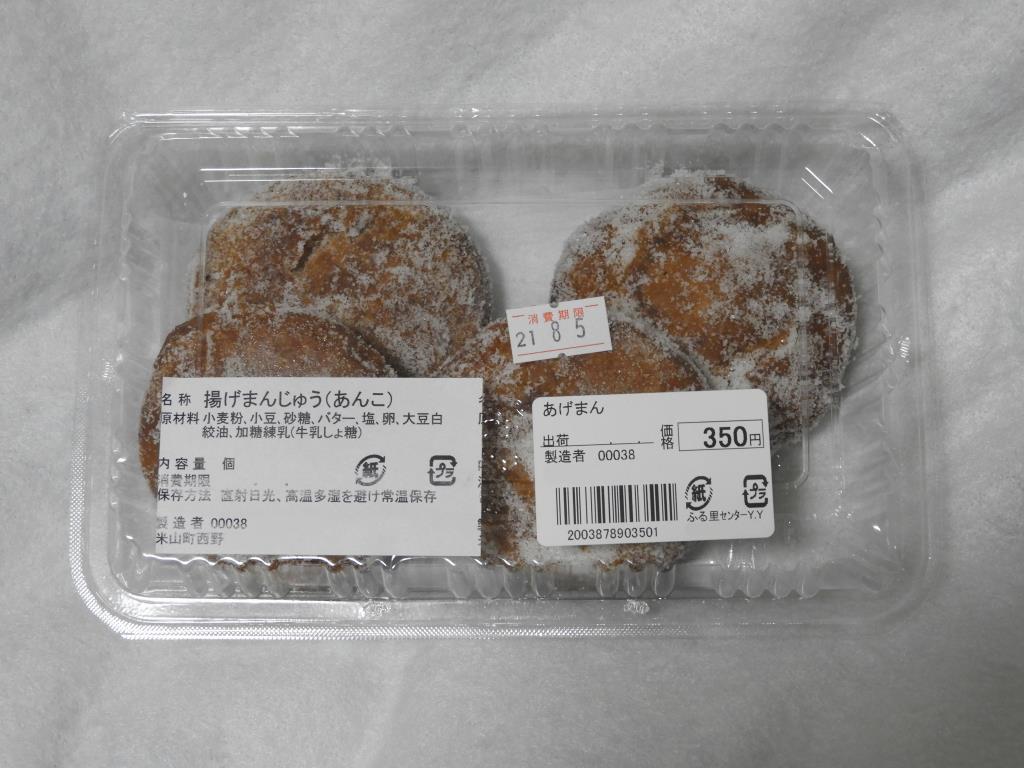 消費期限
21 8 5
名 称 揚げまんじゅう(あんこ)
原材料 小麦粉、小豆、砂糖、バター、塩、卵、大豆白
絞油、加糖練乳(牛乳しょ糖)
内容量 個
消費期限 . .
保存方法 直射日光、高温多湿を避け常温保存
紙
プラ
製造者 00038
米山町西野
あげまん
出荷 . . 価格 350円
製造者 00038
紙
プラ
ふる里センターY.Y
2003878903501